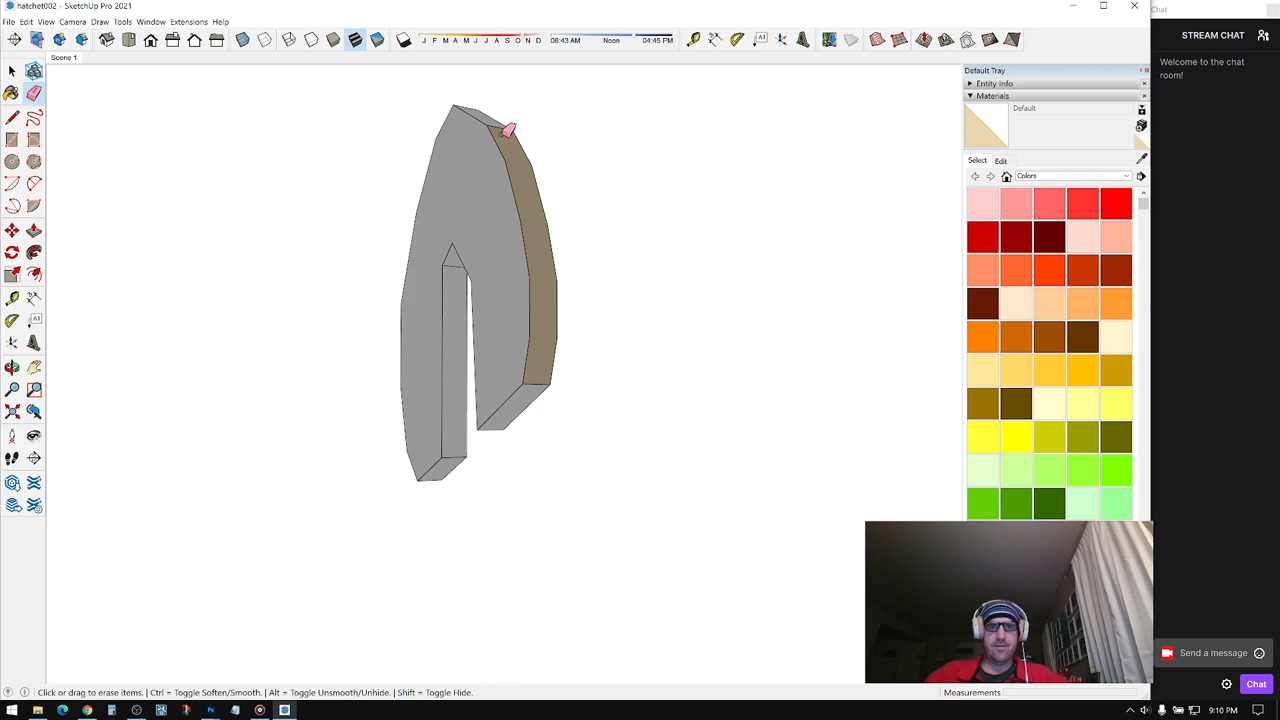 hatchet002 - SketchUp Pro 2021
Chat
File Edit View Camera Draw Tools Window Extensions Help
STREAM CHAT
J F M A M J J A S O N D 06:43 AM Noon 04:45 PM
Scene 1
Welcome to the chat room!
Default Tray
Entity Info
Materials
Default
Select Edit
Colors
Send a message
Chat
Click or drag to erase items. | Ctrl = Toggle Soften/Smooth. | Alt = Toggle Unsmooth/Unhide. | Shift = Toggle Hide.
Measurements
9:10 PM